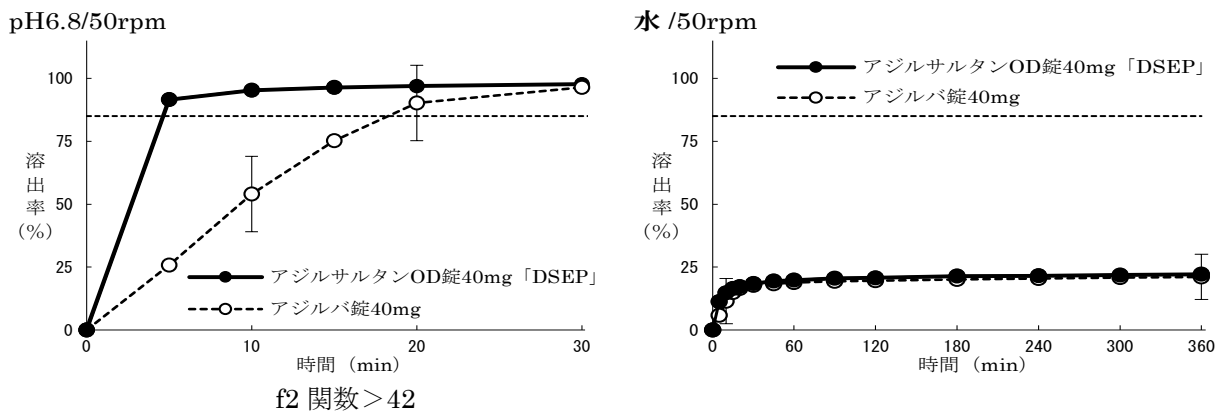 pH6.8/50rpm
100
75
50
25
0
溶出率
(%)
アジルサルタンOD錠40mg「DSEP」
アジルバ錠40mg
0 10 20 30
時間 (min)
f2 関数＞42
水 /50rpm
アジルサルタンOD錠40mg「DSEP」
アジルバ錠40mg
100
75
50
25
0
溶出率
(%)
0 60 120 180 240 300 360
時間 (min)